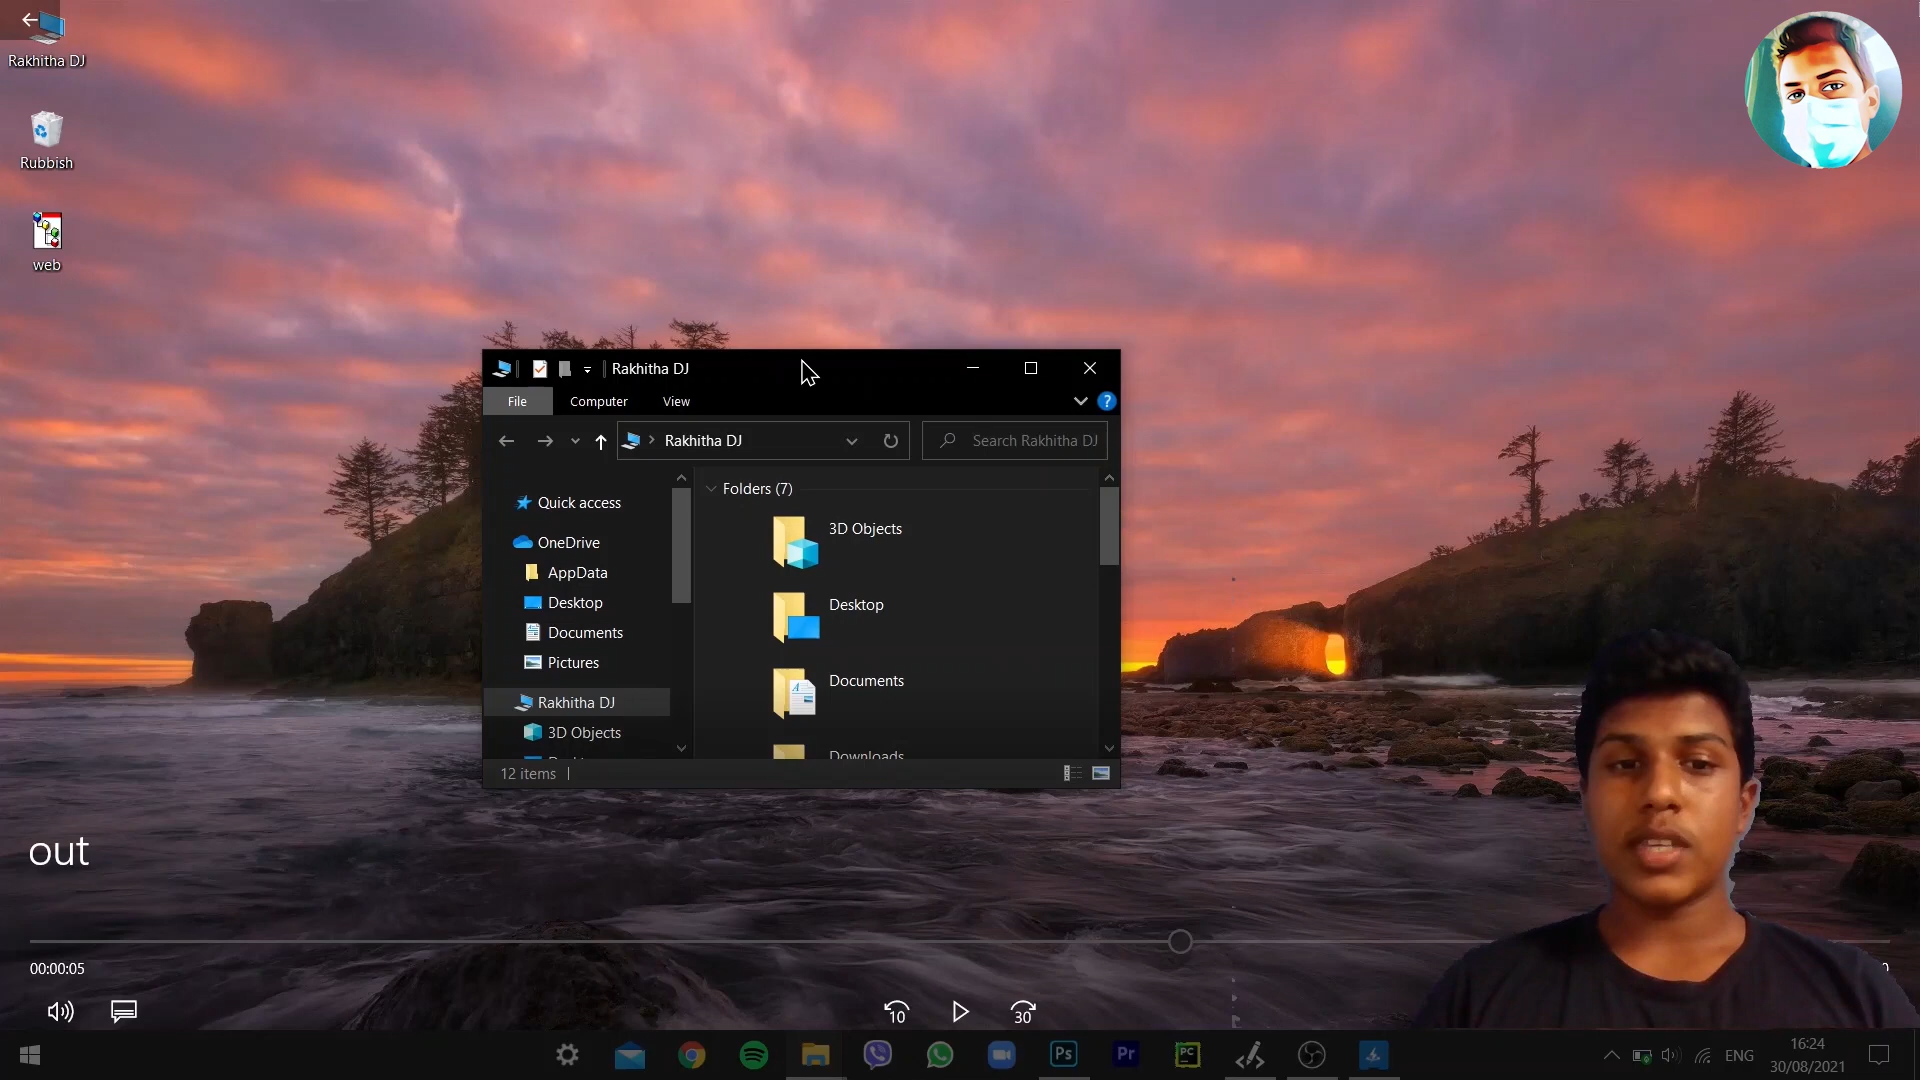 Rakhitha DJ
Rubbish
web
Rakhitha DJ
File
Computer
View
?
Rakhitha DJ
Search Rakhitha DJ
Quick access
OneDrive
AppData
Desktop
Documents
Pictures
Rakhitha DJ
3D Objects
Folders (7)
3D Objects
Desktop
Documents
Downloads
12 items
out
00:00:05
10
30
Ps
Pr
PC
ENG
16:24
30/08/2021